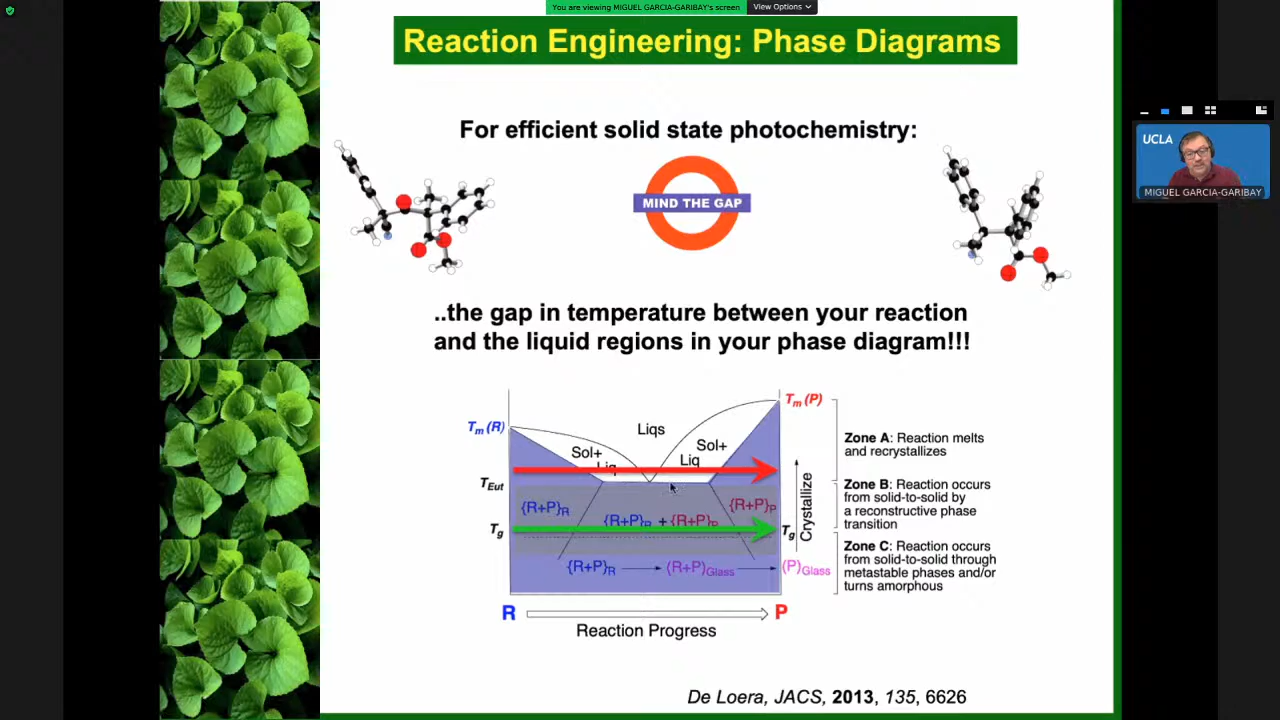 You are viewing MIGUEL GARCIA-GARIBAY's screen
View Options
Reaction Engineering: Phase Diagrams
For efficient solid state photochemistry:
MIND THE GAP
UCLA
MIGUEL GARCIA-GARIBAY
..the gap in temperature between your reaction
and the liquid regions in your phase diagram!!!
Tm (R)
Tm (P)
Liqs
Sol+
Liq
Sol+
Liq
TEut
Tg
{R+P}R
{R+P}R + {R+P}P
{R+P}P
Tg
Crystallize
{R+P}R
{R+P}Glass
{P}Glass
Zone A: Reaction melts
and recrystallizes
Zone B: Reaction occurs
from solid-to-solid by
a reconstructive phase
transition
Zone C: Reaction occurs
from solid-to-solid through
metastable phases and/or
turns amorphous
R
P
Reaction Progress
De Loera, JACS, 2013, 135, 6626